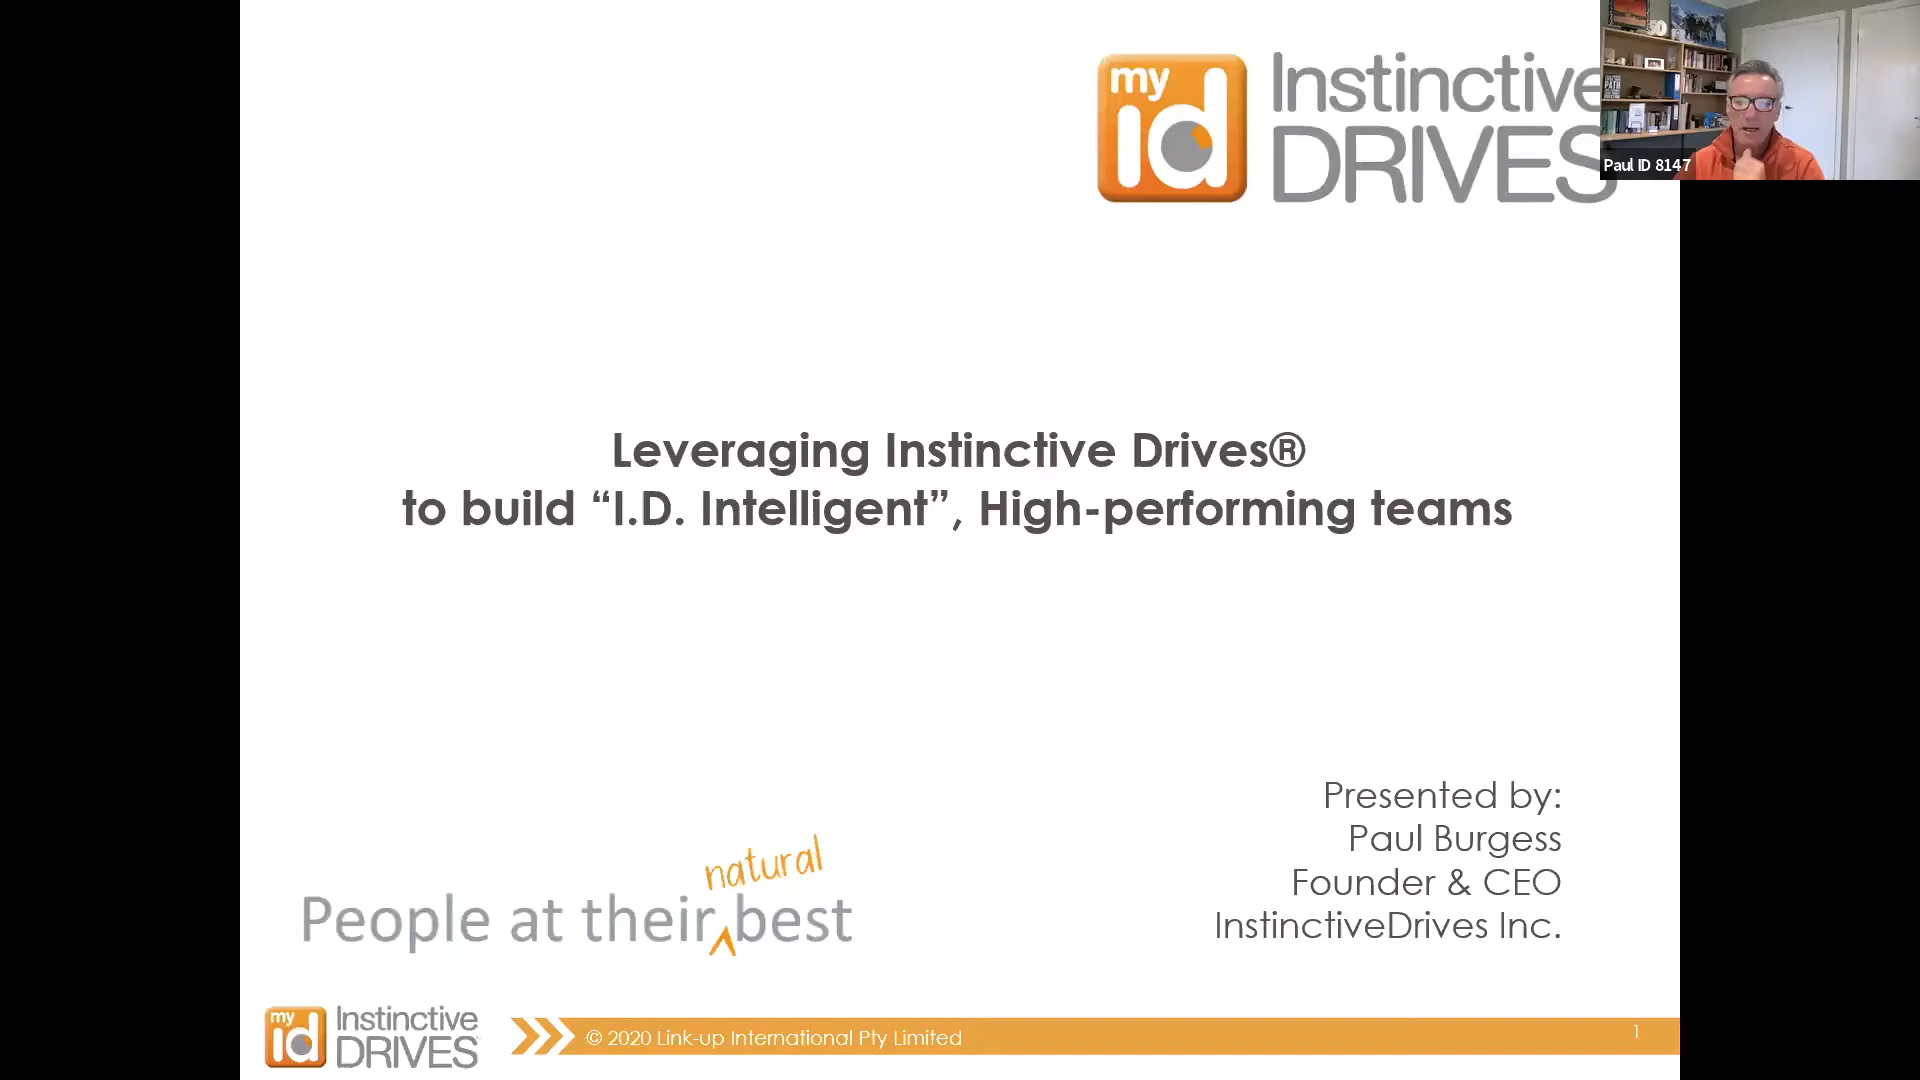 my
id
Instinctive
DRIVES
Paul ID 8147
Leveraging Instinctive Drives®
to build “I.D. Intelligent”, High-performing teams
Presented by:
Paul Burgess
Founder & CEO
InstinctiveDrives Inc.
natural
People at their best
my
id
Instinctive
DRIVES
© 2020 Link-up International Pty Limited
1